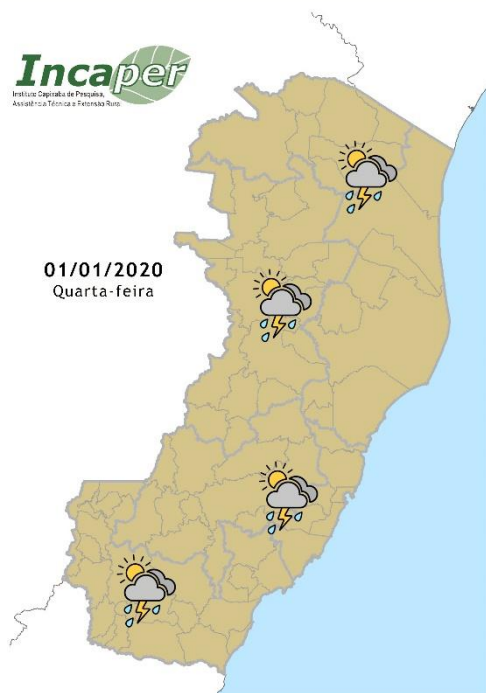 Incaper
Instituto Capixaba de Pesquisa,
Assistência Técnica e Extensão Rural
01/01/2020
Quarta-feira